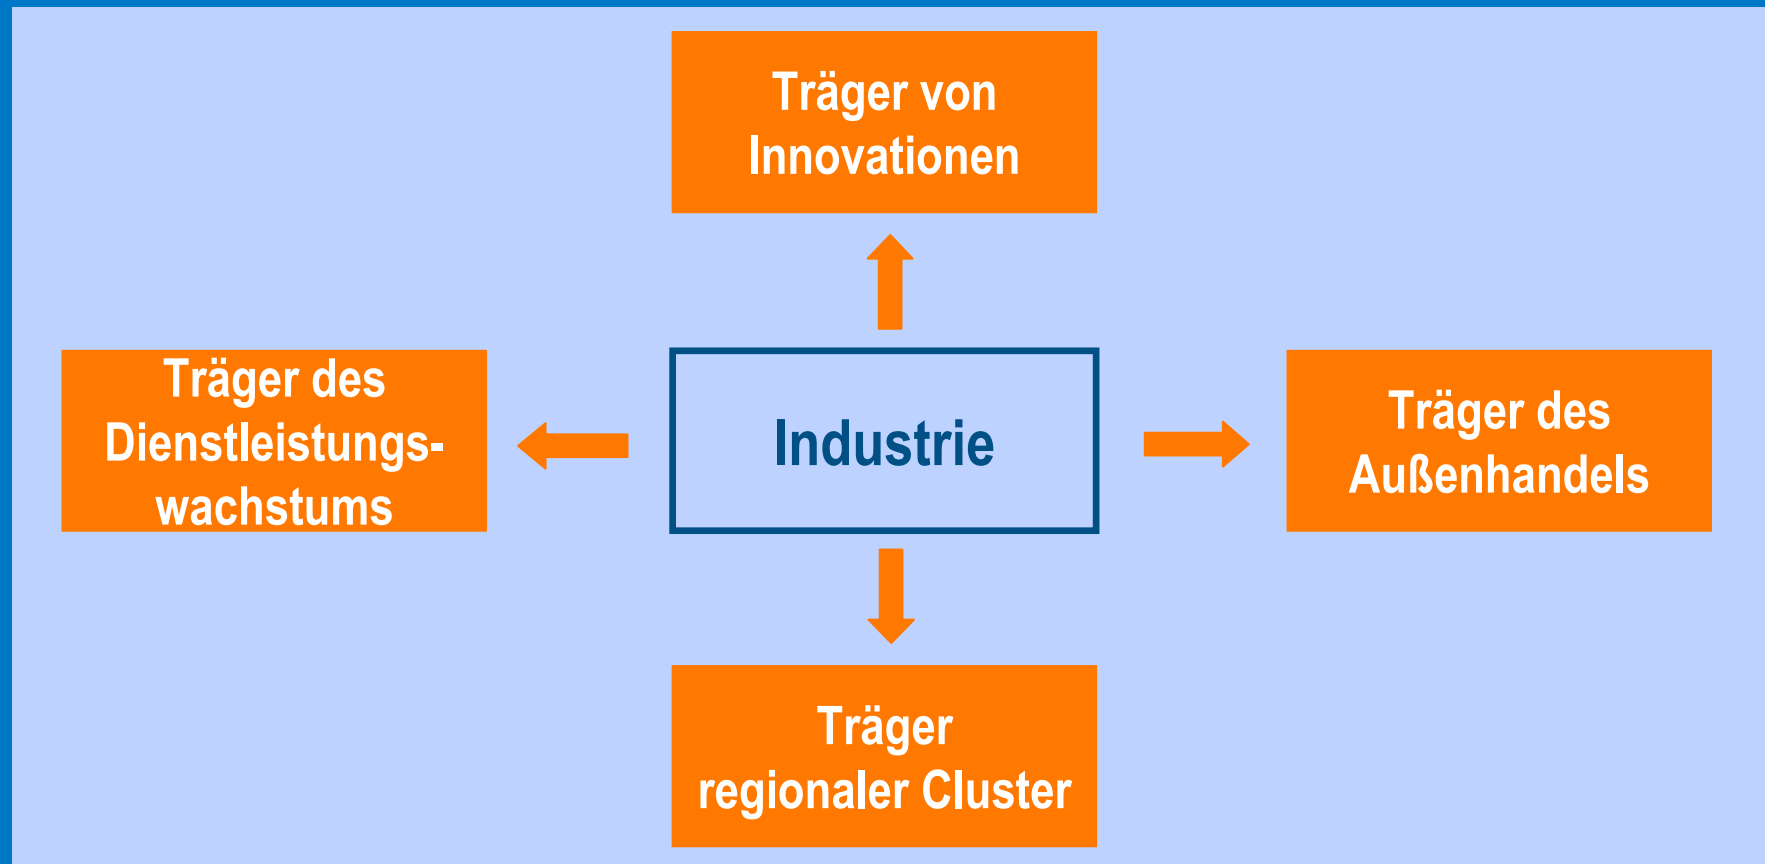 Träger von
Innovationen
Träger des
Dienstleistungs-
wachstums
Industrie
Träger des
Außenhandels
Träger
regionaler Cluster